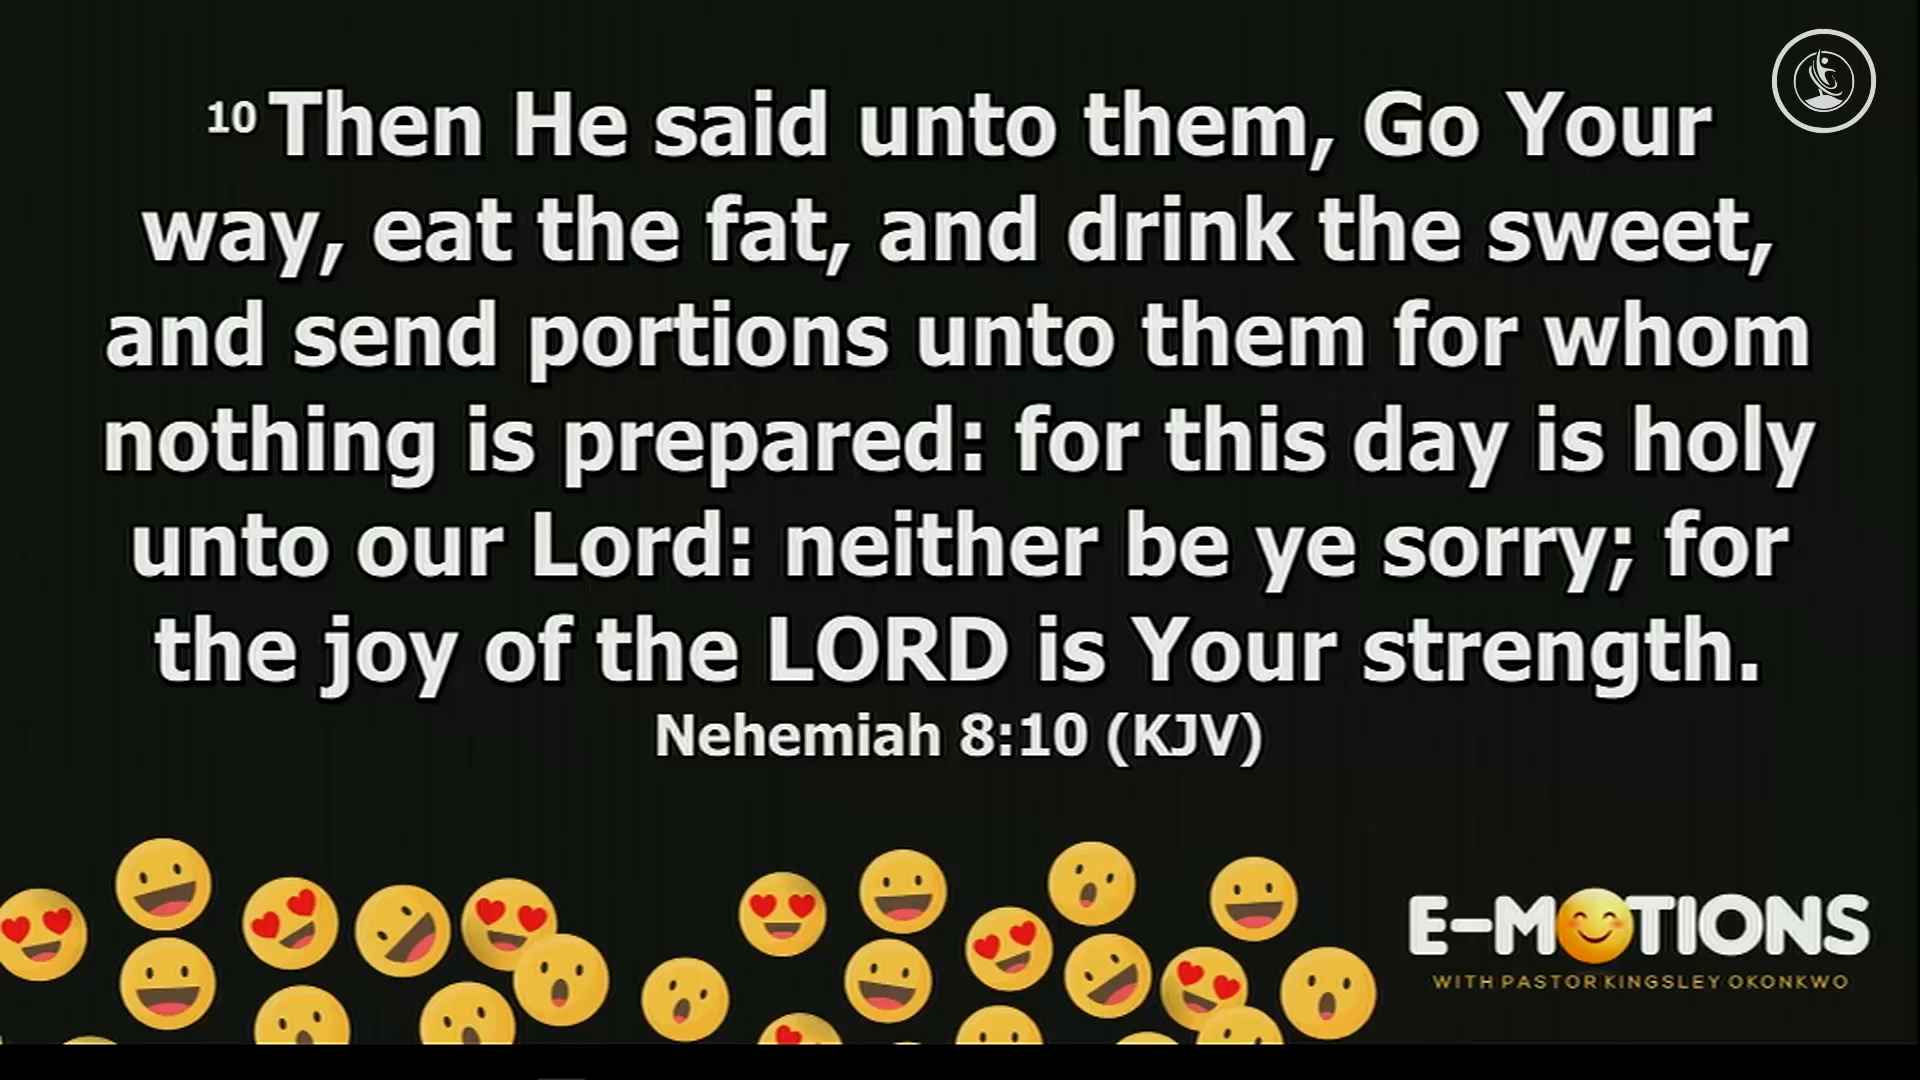 10 Then He said unto them, Go Your
way, eat the fat, and drink the sweet,
and send portions unto them for whom
nothing is prepared: for this day is holy
unto our Lord: neither be ye sorry; for
the joy of the LORD is Your strength.
Nehemiah 8:10 (KJV)
E-MOTIONS
WITH PASTOR KINGSLEY OKONKWO